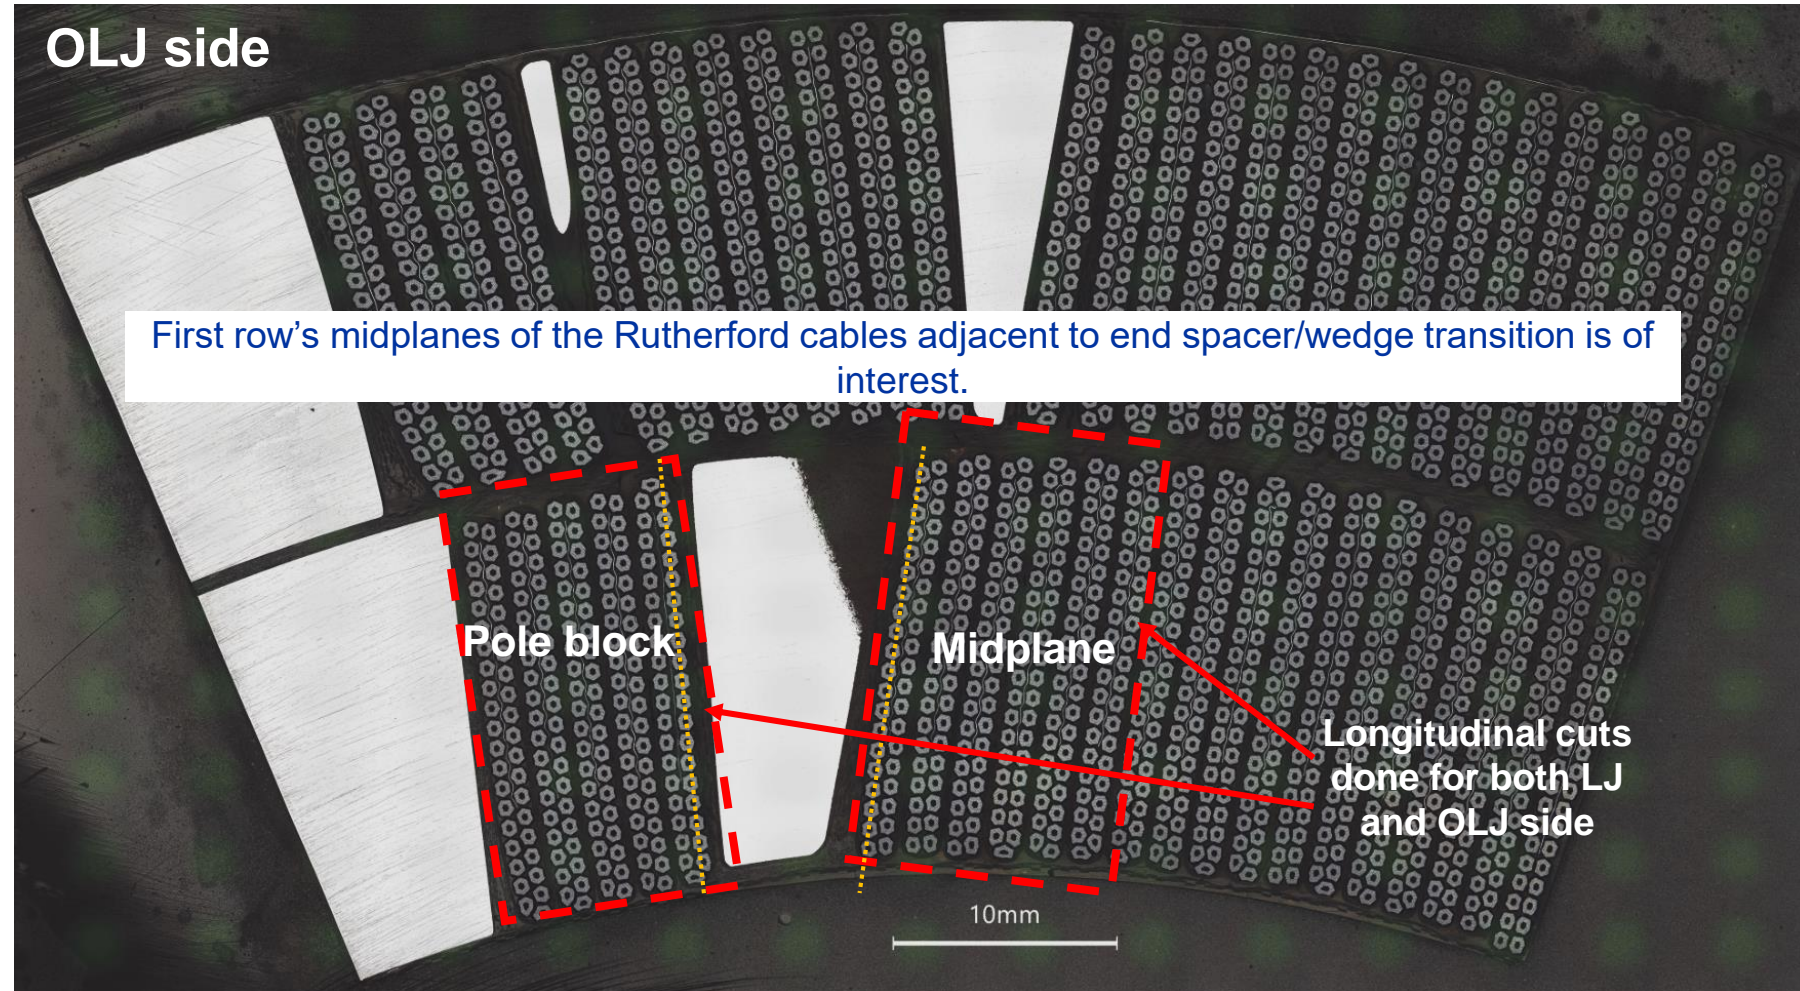 OLJ side
First row’s midplanes of the Rutherford cables adjacent to end spacer/wedge transition is of
interest.
Pole block
Midplane
Longitudinal cuts
done for both LJ
and OLJ side
10mm